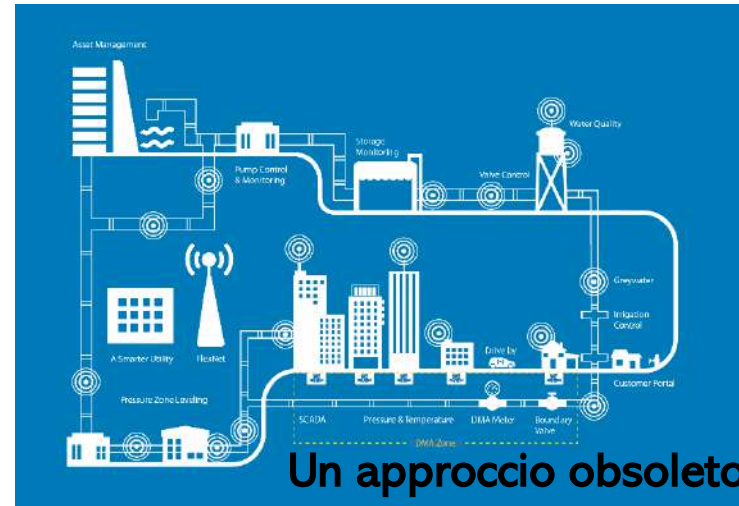 Asset Management
Water Quality
Storage
Monitoring
Pump Control
& Monitoring
Valve Control
Greywater
Irrigation
Control
A Smarter Utility
FlexNet
Drive by
Customer Portal
Pressure Zone Leveling
SCADA
Pressure & Temperature
DMA Meter
Boundary
Valve
DMA Zone
Un approccio obsoleto